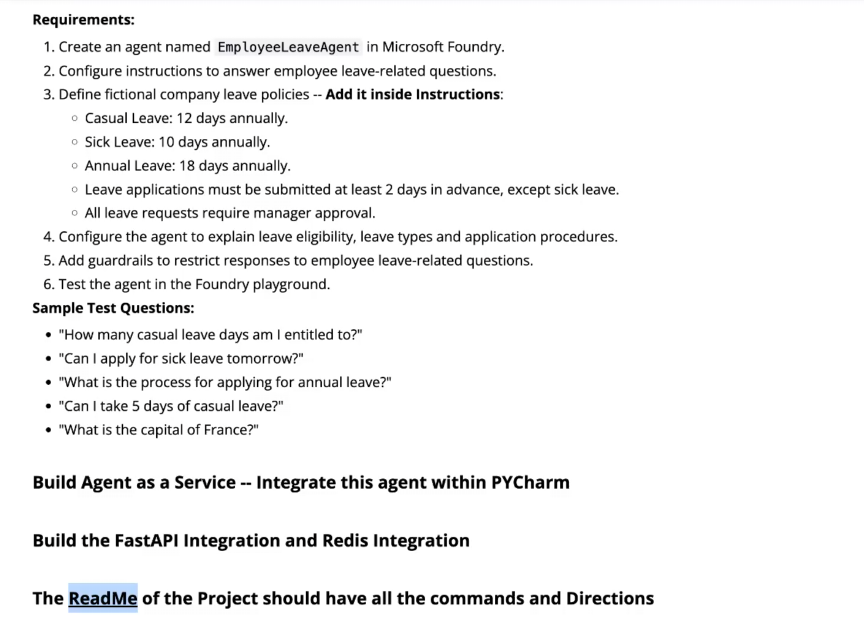 Requirements:
1. Create an agent named EmployeeLeaveAgent in Microsoft Foundry.
2. Configure instructions to answer employee leave-related questions.
3. Define fictional company leave policies -- Add it inside Instructions:
○ Casual Leave: 12 days annually.
○ Sick Leave: 10 days annually.
○ Annual Leave: 18 days annually.
○ Leave applications must be submitted at least 2 days in advance, except sick leave.
○ All leave requests require manager approval.
4. Configure the agent to explain leave eligibility, leave types and application procedures.
5. Add guardrails to restrict responses to employee leave-related questions.
6. Test the agent in the Foundry playground.
Sample Test Questions:
• "How many casual leave days am I entitled to?"
• "Can I apply for sick leave tomorrow?"
• "What is the process for applying for annual leave?"
• "Can I take 5 days of casual leave?"
• "What is the capital of France?"
Build Agent as a Service -- Integrate this agent within PYCharm
Build the FastAPI Integration and Redis Integration
The ReadMe of the Project should have all the commands and Directions